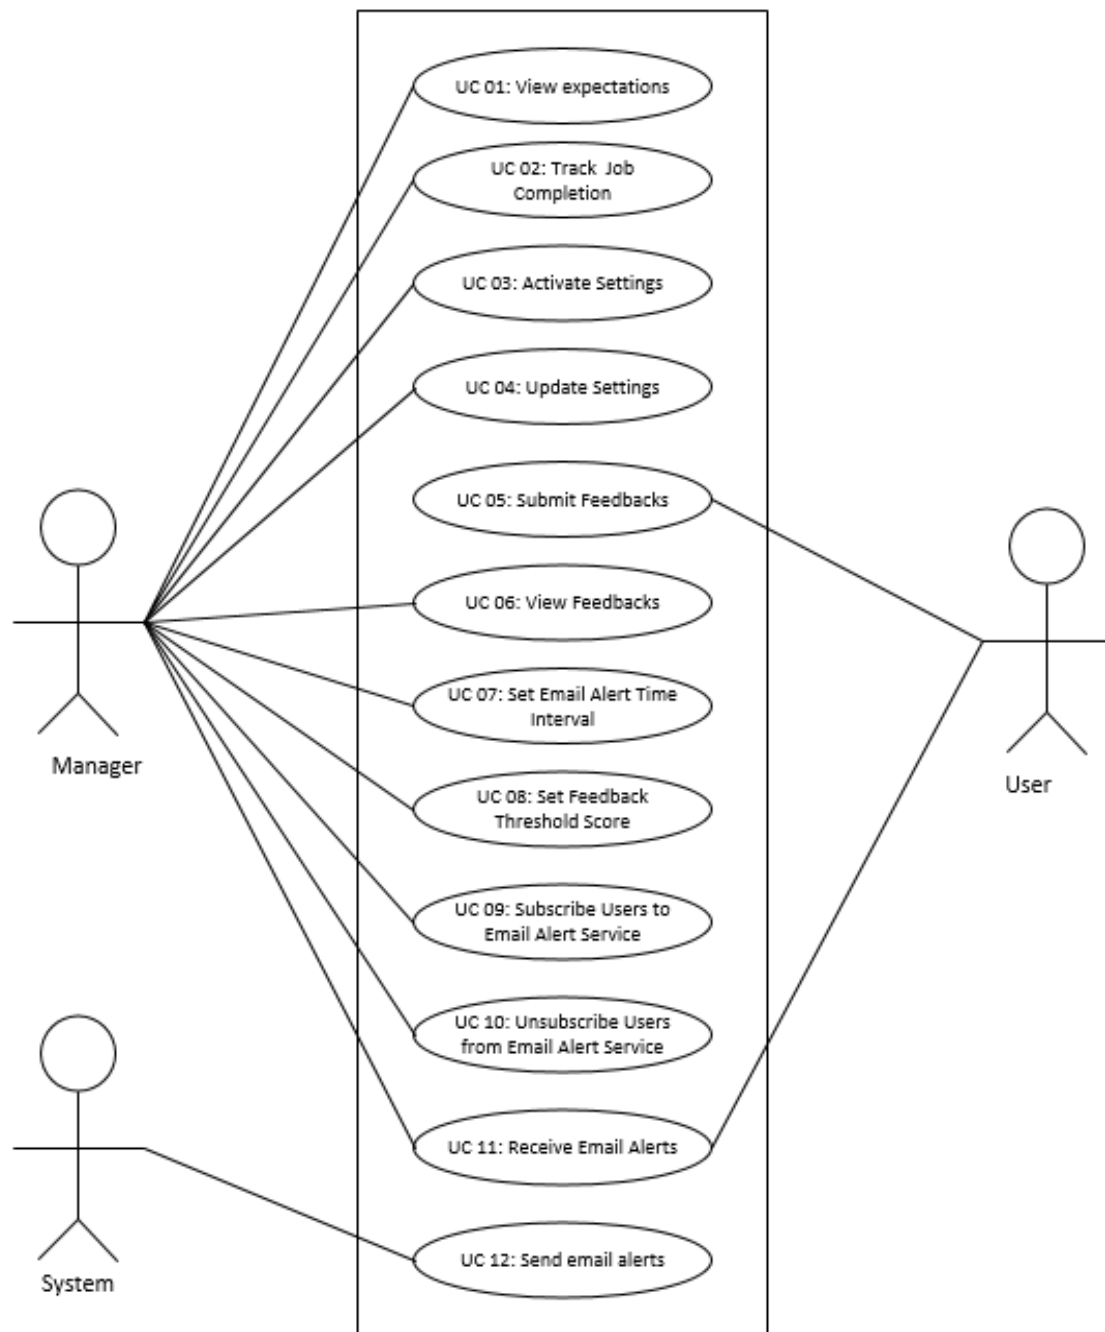 UC 01: View expectations
UC 02: Track Job
Completion
UC 03: Activate Settings
UC 04: Update Settings
UC 05: Submit Feedbacks
UC 06: View Feedbacks
UC 07: Set Email Alert Time
Interval
Manager
User
UC 08: Set Feedback
Threshold Score
UC 09: Subscribe Users to
Email Alert Service
UC 10: Unsubscribe Users
from Email Alert Service
UC 11: Receive Email Alerts
UC 12: Send email alerts
System